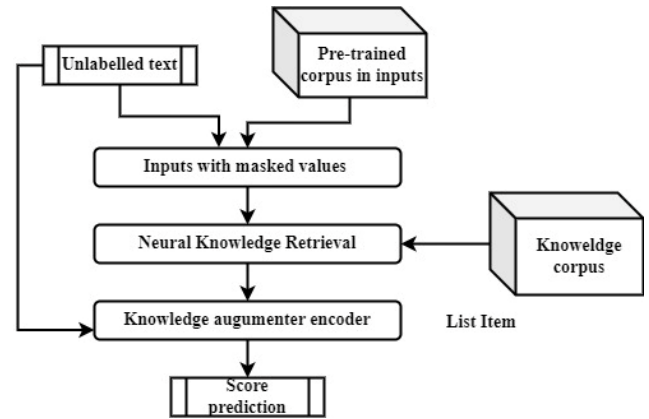 Unlabelled text
Pre-trained
corpus in inputs
Inputs with masked values
Neural Knowledge Retrieval
Knoweldge
corpus
Knowledge augumenter encoder
List Item
Score
prediction